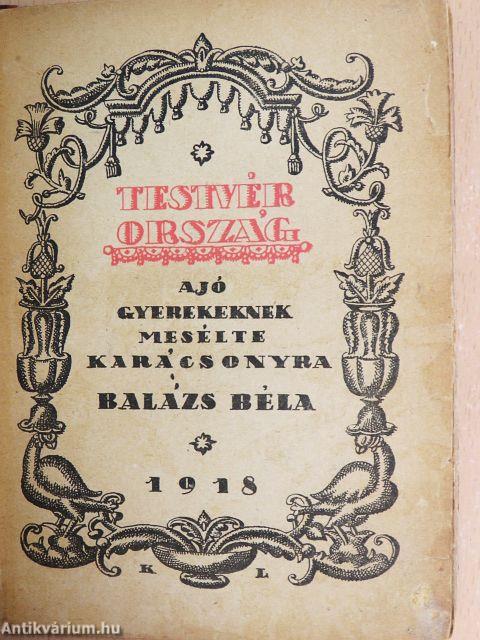 TESTVÉR
ORSZÁG
A JÓ
GYEREKEKNEK
MESÉLTE
KARÁCSONYRA
BALÁZS BÉLA
1918
K L
Antikvárium.hu